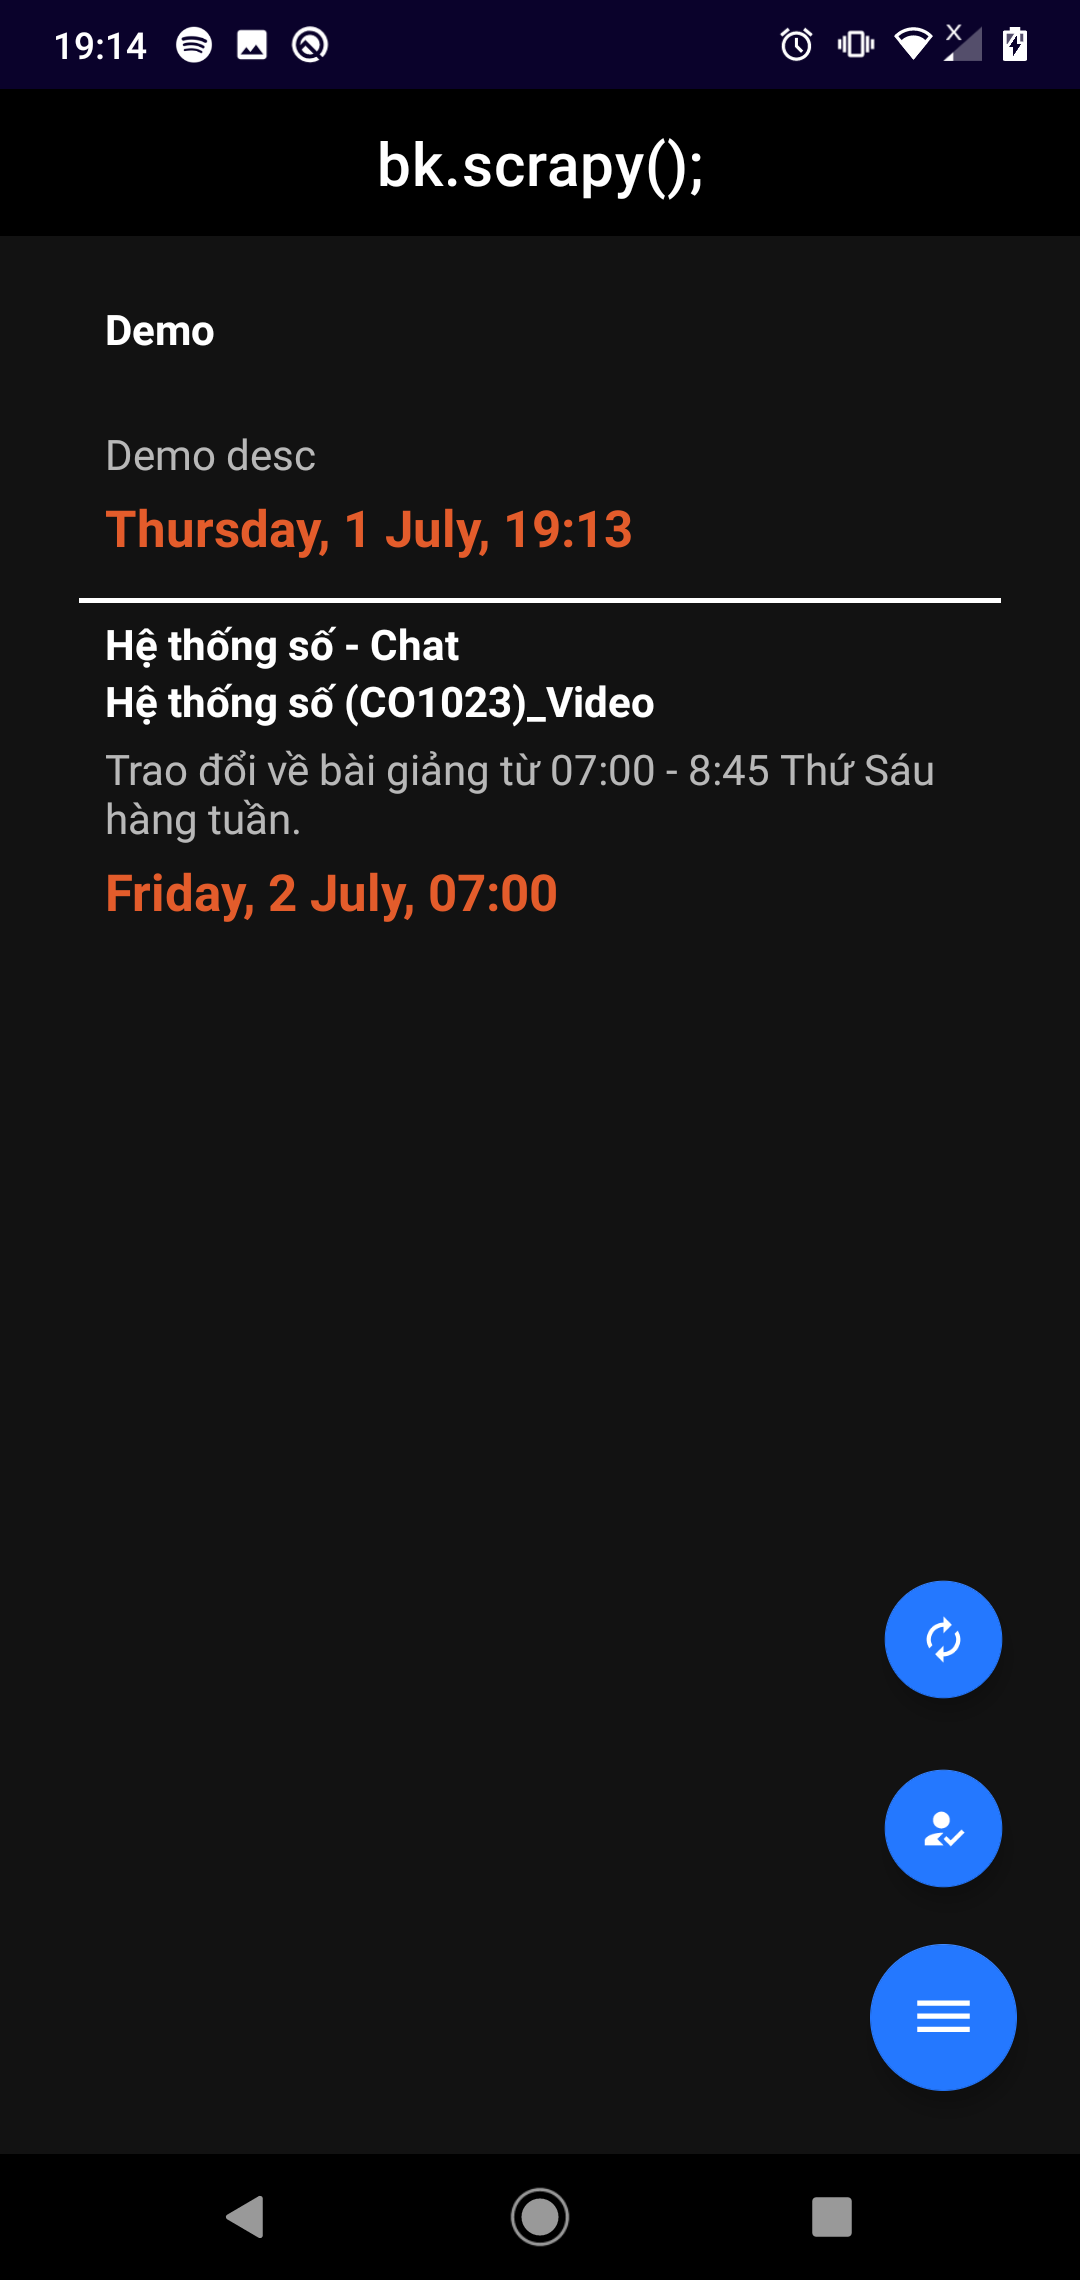 19:14
bk.scrapy();
Demo
Demo desc
Thursday, 1 July, 19:13
Hệ thống số - Chat
Hệ thống số (CO1023)_Video
Trao đổi về bài giảng từ 07:00 - 8:45 Thứ Sáu
hàng tuần.
Friday, 2 July, 07:00